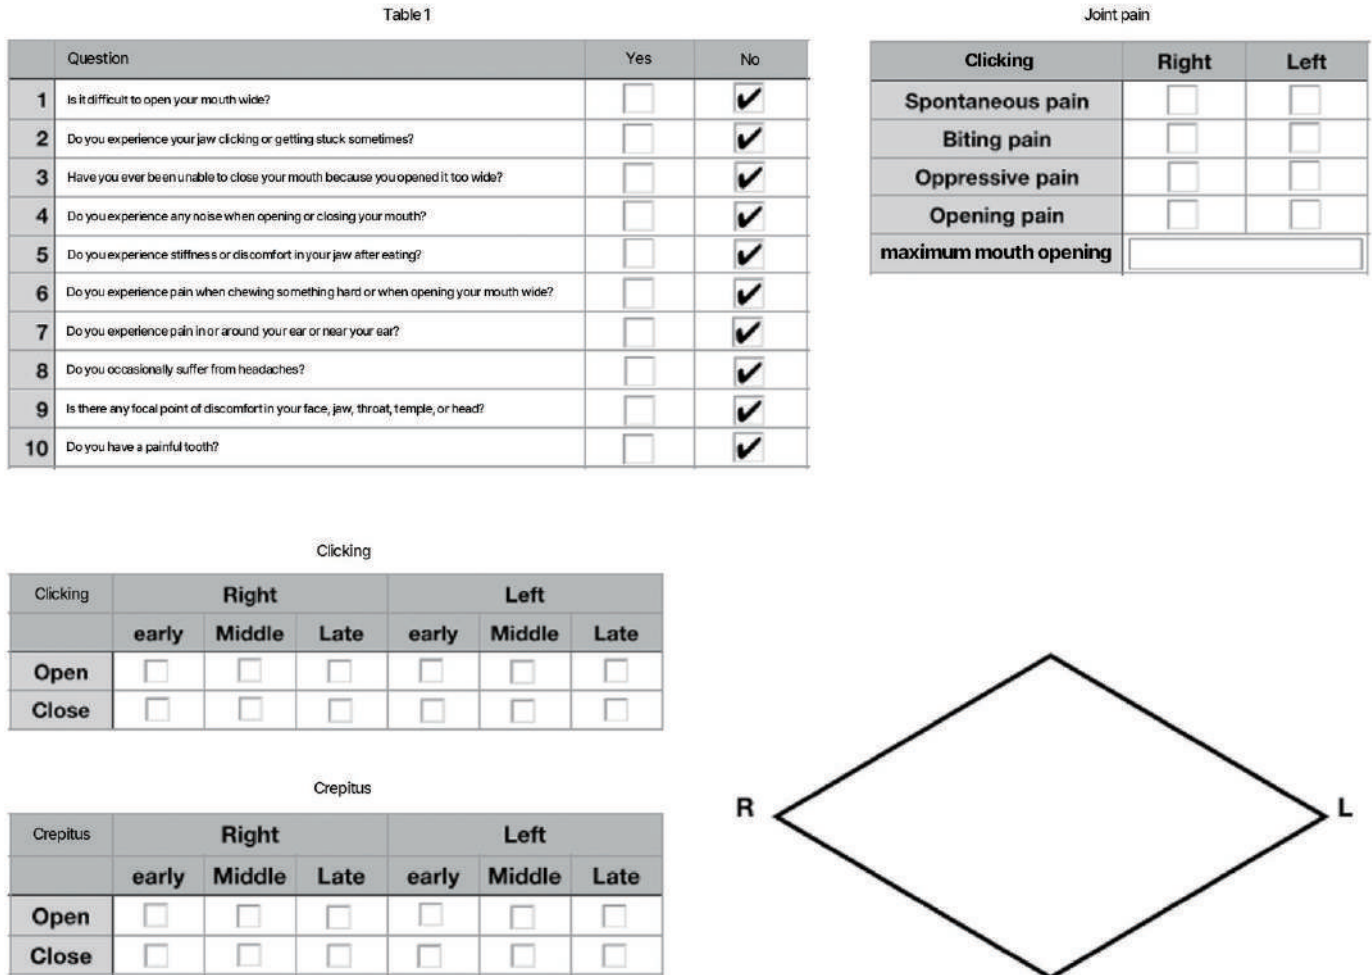 Table 1
Question Yes No
1 Is it difficult to open your mouth wide? ✔
2 Do you experience your jaw clicking or getting stuck sometimes? ✔
3 Have you ever been unable to close your mouth because you opened it too wide? ✔
4 Do you experience any noise when opening or closing your mouth? ✔
5 Do you experience stiffness or discomfort in your jaw after eating? ✔
6 Do you experience pain when chewing something hard or when opening your mouth wide? ✔
7 Do you experience pain in or around your ear or near your ear? ✔
8 Do you occasionally suffer from headaches? ✔
9 Is there any focal point of discomfort in your face, jaw, throat, temple, or head? ✔
10 Do you have a painful tooth? ✔
Joint pain
Clicking Right Left
Spontaneous pain
Biting pain
Oppressive pain
Opening pain
maximum mouth opening
Clicking
Clicking Right Left
early Middle Late early Middle Late
Open
Close
Crepitus
Crepitus Right Left
early Middle Late early Middle Late
Open
Close
R L